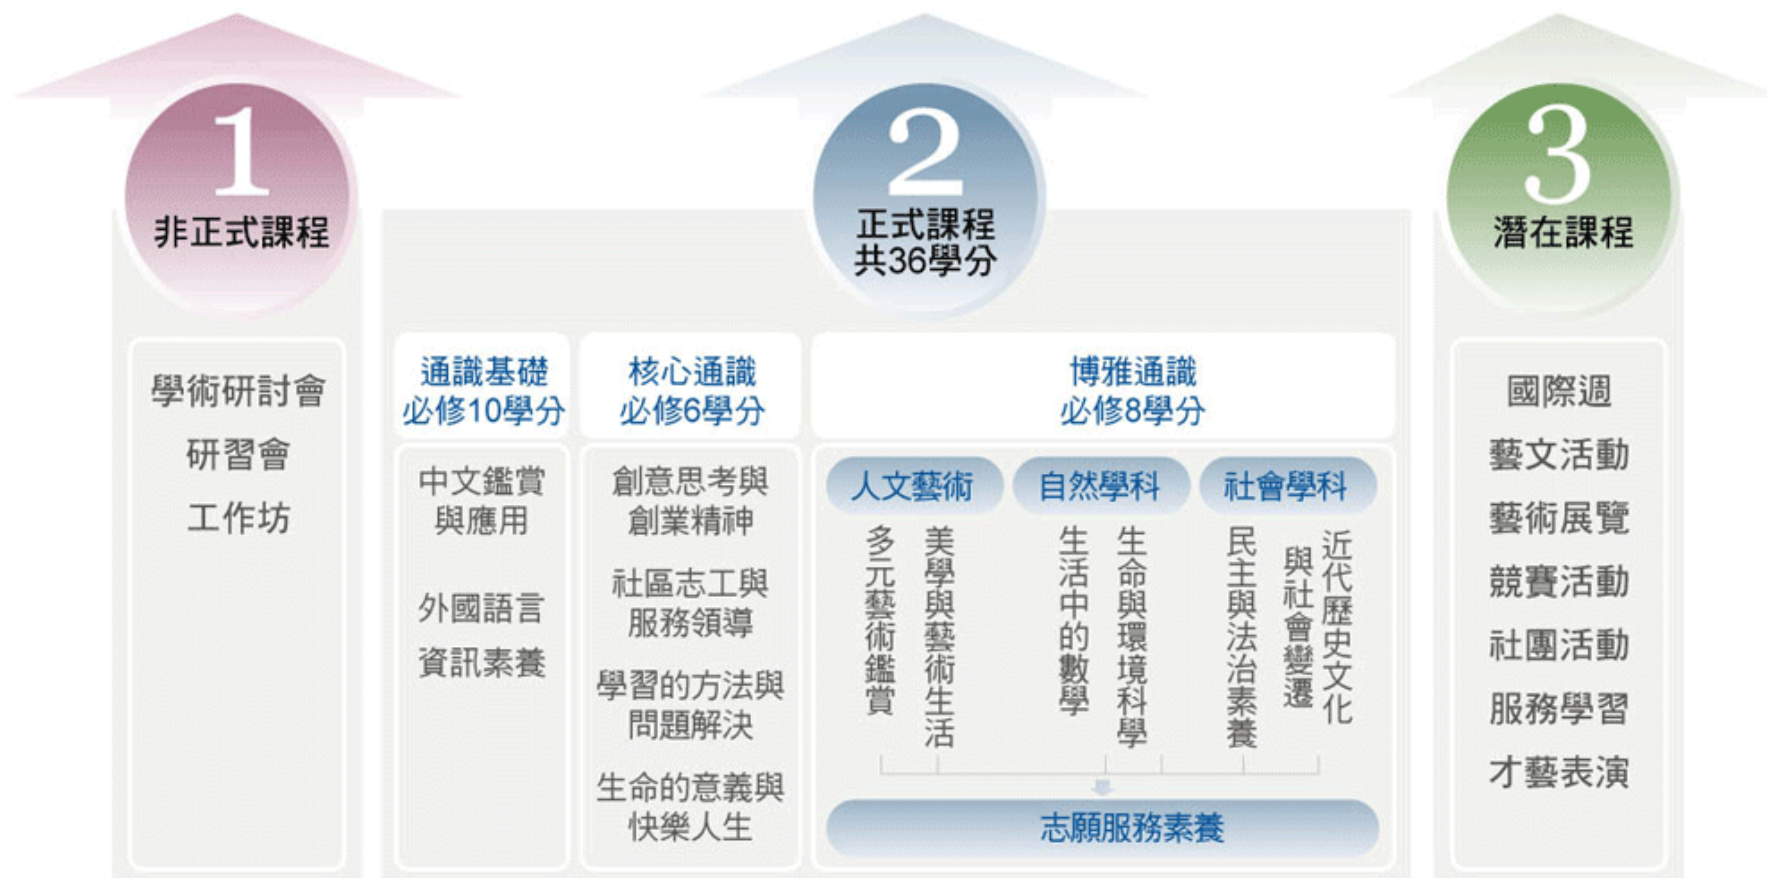 1
非正式課程
學術研討會
研習會
工作坊
2
正式課程
共36學分
通識基礎
必修10學分
中文鑑賞
與應用
外國語言
資訊素養
核心通識
必修6學分
創意思考與
創業精神
社區志工與
服務領導
學習的方法與
問題解決
生命的意義與
快樂人生
博雅通識
必修8學分
人文藝術
多元藝術鑑賞
美學與藝術生活
自然學科
生活中的數學
生命與環境科學
社會學科
民主與法治素養
近代歷史文化
與社會變遷
志願服務素養
3
潛在課程
國際週
藝文活動
藝術展覽
競賽活動
社團活動
服務學習
才藝表演